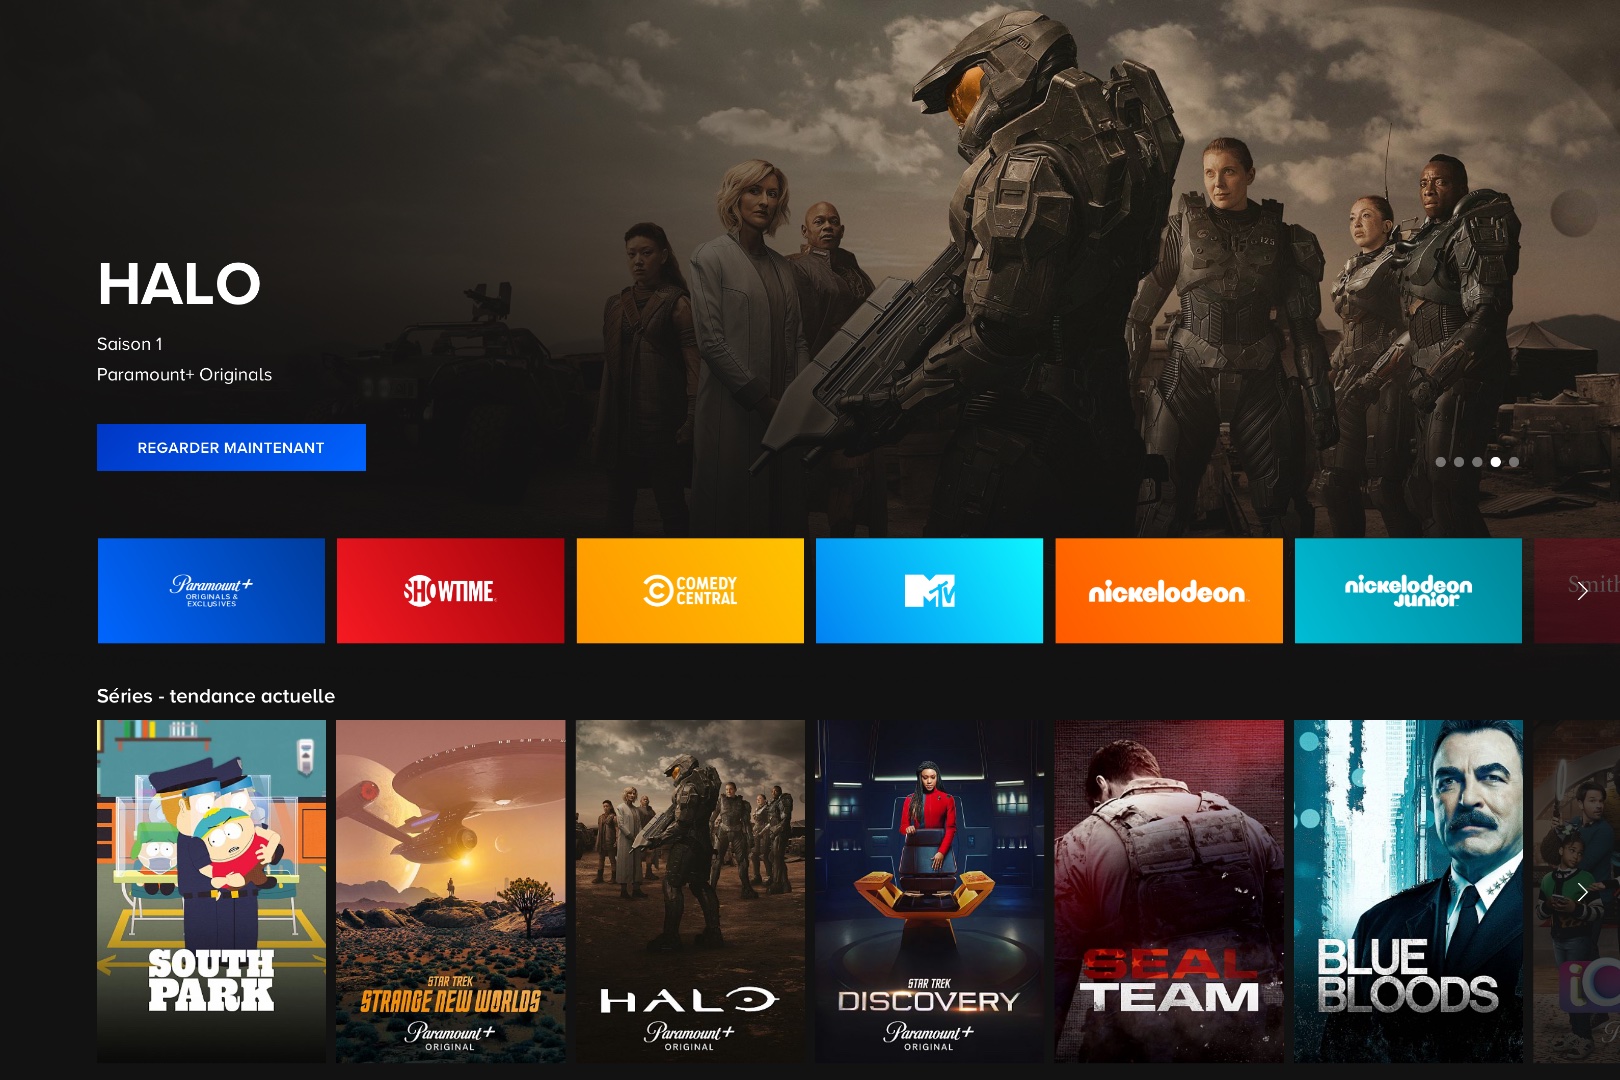 HALO
Saison 1
Paramount+ Originals
REGARDER MAINTENANT
Paramount+
ORIGINALS &
EXCLUSIVES
SHOWTIME
COMEDY
CENTRAL
MTV
nickelodeon
nickelodeon
junior
Smith
Séries - tendance actuelle
SOUTH
PARK
STAR TREK
STRANGE NEW WORLDS
Paramount+
ORIGINAL
HALO
Paramount+
ORIGINAL
STAR TREK
DISCOVERY
Paramount+
ORIGINAL
SEAL
TEAM
BLUE
BLOODS
iC